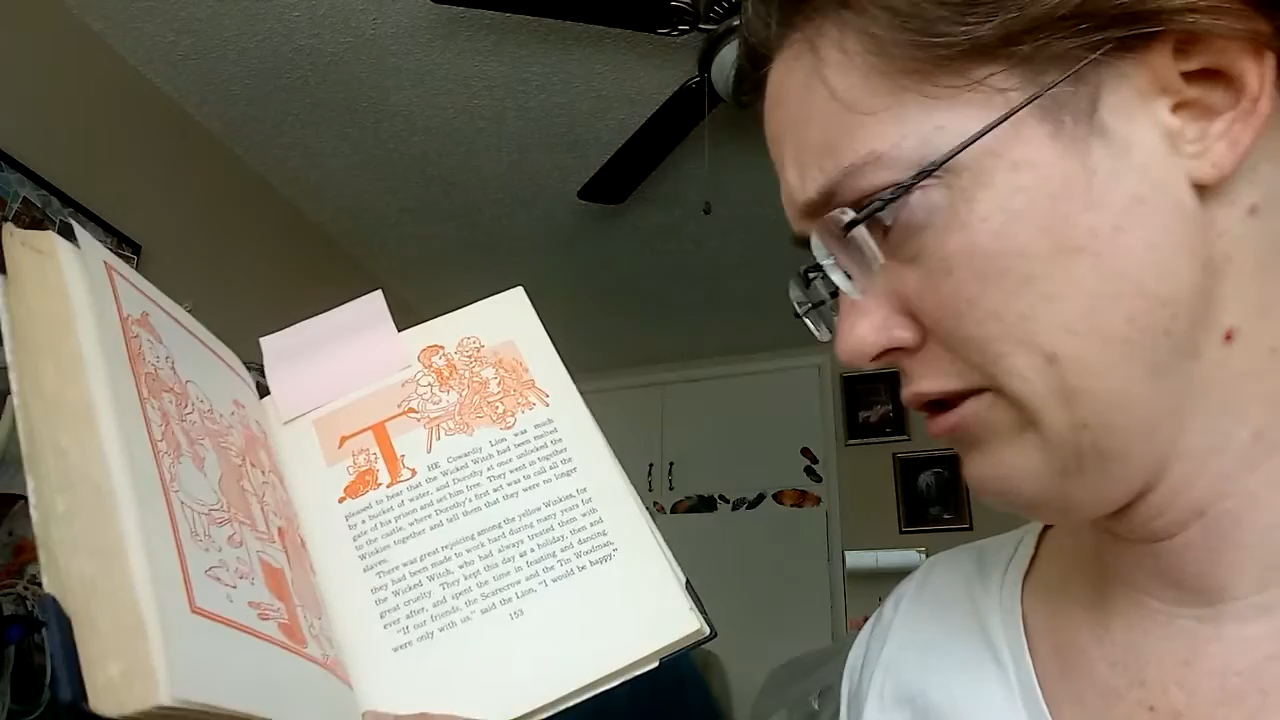 THE Cowardly Lion was much
pleased to hear that the Wicked Witch had been melted
by a bucket of water, and Dorothy at once unlocked the
gate of his prison and set him free. They went in together
to the castle, where Dorothy's first act was to call all the
Winkies together and tell them that they were no longer
slaves.
There was great rejoicing among the yellow Winkies, for
they had been made to work hard during many years for
the Wicked Witch, who had always treated them with
great cruelty. They kept this day as a holiday, then and
ever after, and spent the time in feasting and dancing.
"If our friends, the Scarecrow and the Tin Woodman,
were only with us," said the Lion, "I would be happy."
153